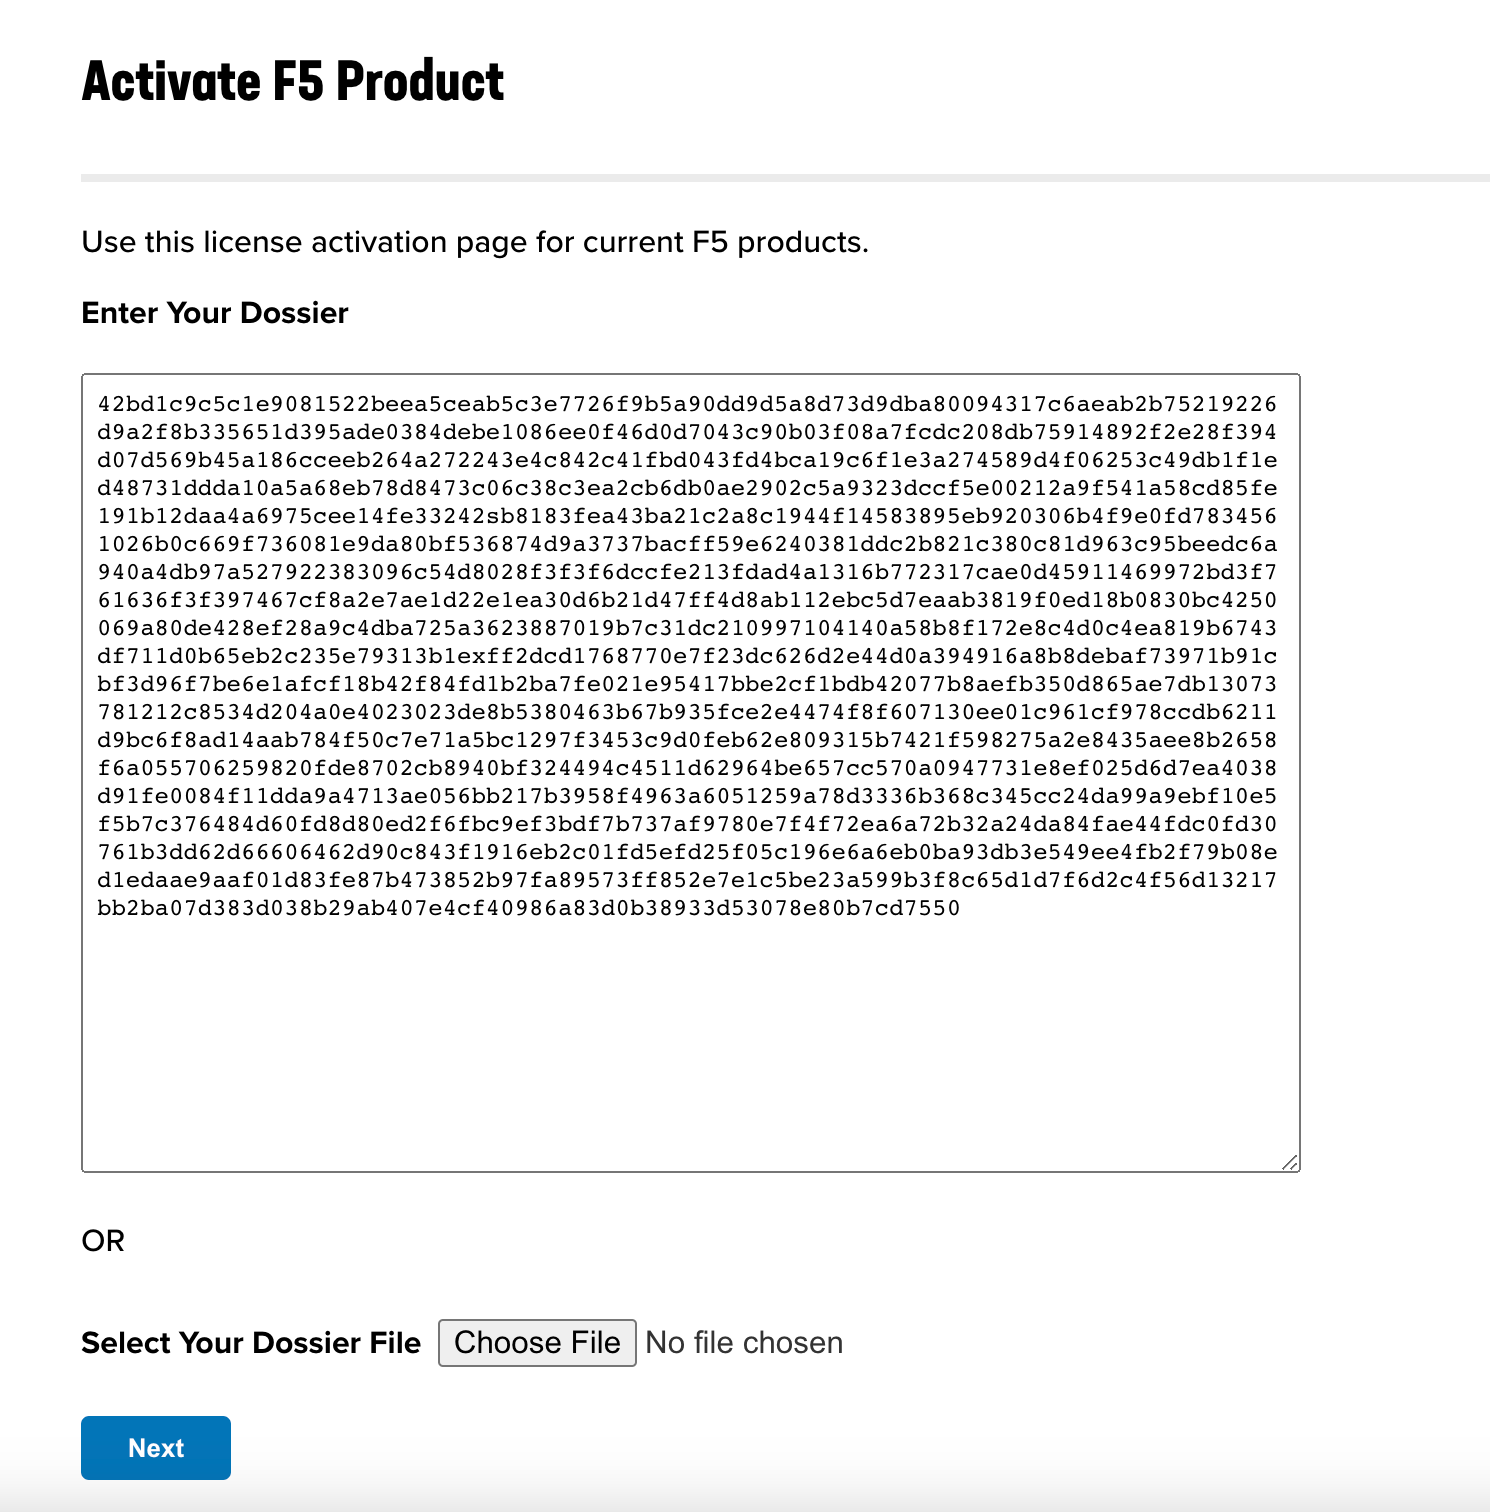 Activate F5 Product
Use this license activation page for current F5 products.
Enter Your Dossier
42bd1c9c5c1e9081522beea5ceab5c3e7726f9b5a90dd9d5a8d73d9dba80094317c6aeab2b75219226
d9a2f8b335651d395ade0384debe1086ee0f46d0d7043c90b03f08a7fcdc208db75914892f2e28f394
d07d569b45a186cceeb264a272243e4c842c41fbd043fd4bca19c6f1e3a274589d4f06253c49db1f1e
d48731ddda10a5a68eb78d8473c06c38c3ea2cb6db0ae2902c5a9323dccf5e00212a9f541a58cd85fe
191b12daa4a6975cee14fe33242sb8183fea43ba21c2a8c1944f14583895eb920306b4f9e0fd783456
1026b0c669f736081e9da80bf536874d9a3737bacff59e6240381ddc2b821c380c81d963c95beedc6a
940a4db97a527922383096c54d8028f3f3f6dccfe213fdad4a1316b772317cae0d45911469972bd3f7
61636f3f397467cf8a2e7ae1d22e1ea30d6b21d47ff4d8ab112ebc5d7eaab3819f0ed18b0830bc4250
069a80de428ef28a9c4dba725a3623887019b7c31dc210997104140a58b8f172e8c4d0c4ea819b6743
df711d0b65eb2c235e79313b1exff2dcd1768770e7f23dc626d2e44d0a394916a8b8debaf73971b91c
bf3d96f7be6e1afcf18b42f84fd1b2ba7fe021e95417bbe2cf1bdb42077b8aefb350d865ae7db13073
781212c8534d204a0e4023023de8b5380463b67b935fce2e4474f8f607130ee01c961cf978ccdb6211
d9bc6f8ad14aab784f50c7e71a5bc1297f3453c9d0feb62e809315b7421f598275a2e8435aee8b2658
f6a055706259820fde8702cb8940bf324494c4511d62964be657cc570a0947731e8ef025d6d7ea4038
d91fe0084f11dda9a4713ae056bb217b3958f4963a6051259a78d3336b368c345cc24da99a9ebf10e5
f5b7c376484d60fd8d80ed2f6fbc9ef3bdf7b737af9780e7f4f72ea6a72b32a24da84fae44fdc0fd30
761b3dd62d66606462d90c843f1916eb2c01fd5efd25f05c196e6a6eb0ba93db3e549ee4fb2f79b08e
d1edaae9aaf01d83fe87b473852b97fa89573ff852e7e1c5be23a599b3f8c65d1d7f6d2c4f56d13217
bb2ba07d383d038b29ab407e4cf40986a83d0b38933d53078e80b7cd7550
OR
Select Your Dossier File Choose File No file chosen
Next